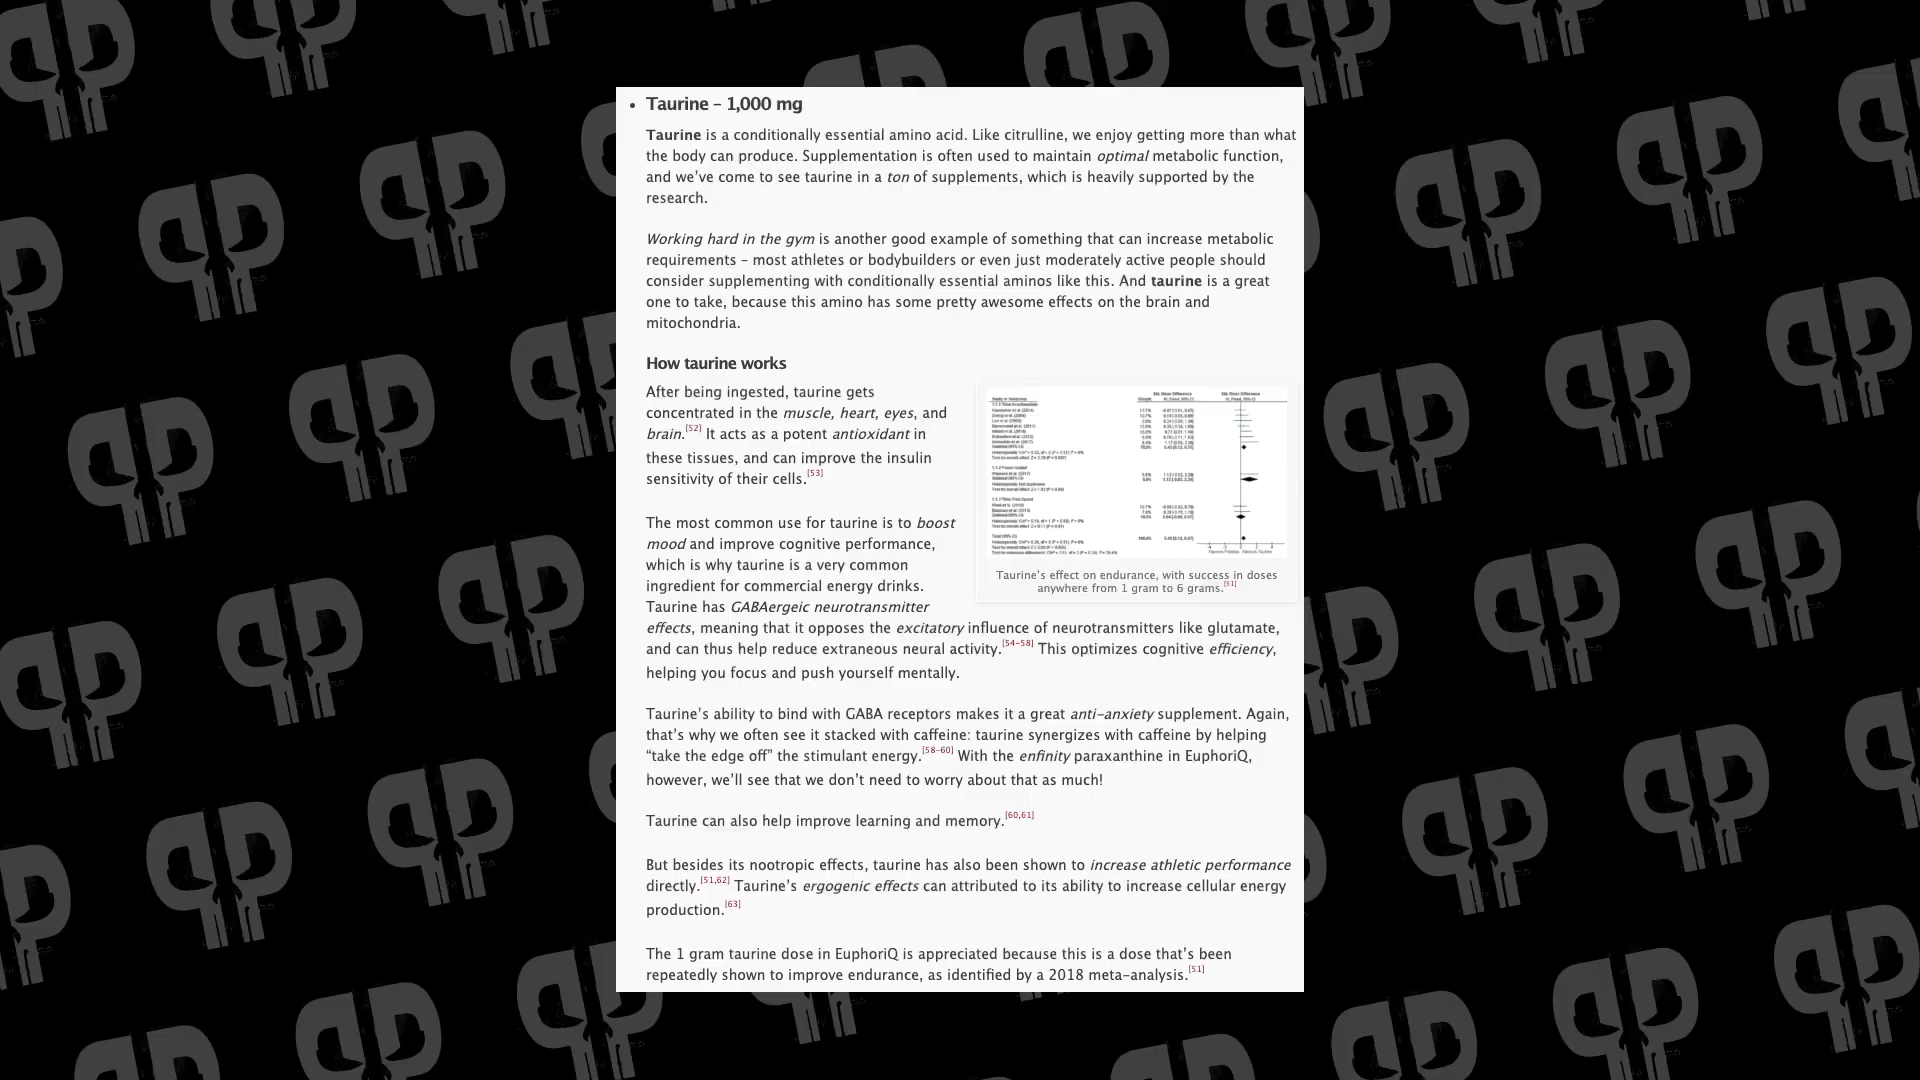 Taurine – 1,000 mg
Taurine is a conditionally essential amino acid. Like citrulline, we enjoy getting more than what
the body can produce. Supplementation is often used to maintain optimal metabolic function,
and we've come to see taurine in a ton of supplements, which is heavily supported by the
research.
Working hard in the gym is another good example of something that can increase metabolic
requirements – most athletes or bodybuilders or even just moderately active people should
consider supplementing with conditionally essential aminos like this. And taurine is a great
one to take, because this amino has some pretty awesome effects on the brain and
mitochondria.
How taurine works
After being ingested, taurine gets
concentrated in the muscle, heart, eyes, and
brain.[52] It acts as a potent antioxidant in
these tissues, and can improve the insulin
sensitivity of their cells.[53]
The most common use for taurine is to boost
mood and improve cognitive performance,
which is why taurine is a very common
ingredient for commercial energy drinks.
Taurine has GABAergeic neurotransmitter
effects, meaning that it opposes the excitatory influence of neurotransmitters like glutamate,
and can thus help reduce extraneous neural activity.[54-58] This optimizes cognitive efficiency,
helping you focus and push yourself mentally.
Std. Mean Difference
Std. Mean Difference
Study or Subgroup
Taurine's effect on endurance, with success in doses
anywhere from 1 gram to 6 grams.[51]
Taurine's ability to bind with GABA receptors makes it a great anti-anxiety supplement. Again,
that's why we often see it stacked with caffeine: taurine synergizes with caffeine by helping
“take the edge off” the stimulant energy.[58-60] With the enfinity paraxanthine in EuphoriQ,
however, we'll see that we don't need to worry about that as much!
Taurine can also help improve learning and memory.[60,61]
But besides its nootropic effects, taurine has also been shown to increase athletic performance
directly.[51,62] Taurine's ergogenic effects can attributed to its ability to increase cellular energy
production.[63]
The 1 gram taurine dose in EuphoriQ is appreciated because this is a dose that's been
repeatedly shown to improve endurance, as identified by a 2018 meta-analysis.[51]